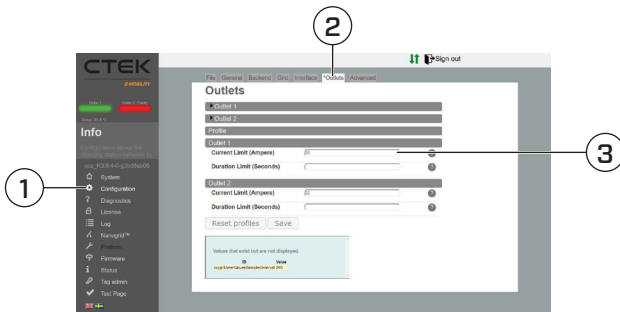 2
Sign out
CTEK
E-MOBILITY
File General Backend Grid Interface *Outlets Advanced
Outlets
Outlet 1
Outlet 2
Profile
Outlet 1
Current Limit (Ampere)
Duration Limit (Seconds)
Outlet 2
Current Limit (Ampere)
Duration Limit (Seconds)
Reset profiles Save
Values that exist but are not displayed.
ID Value
Info
System
Configuration
Diagnostics
License
Log
Nanogrid™
Platform
Firmware
Status
Tag admin
Test Page
1
3